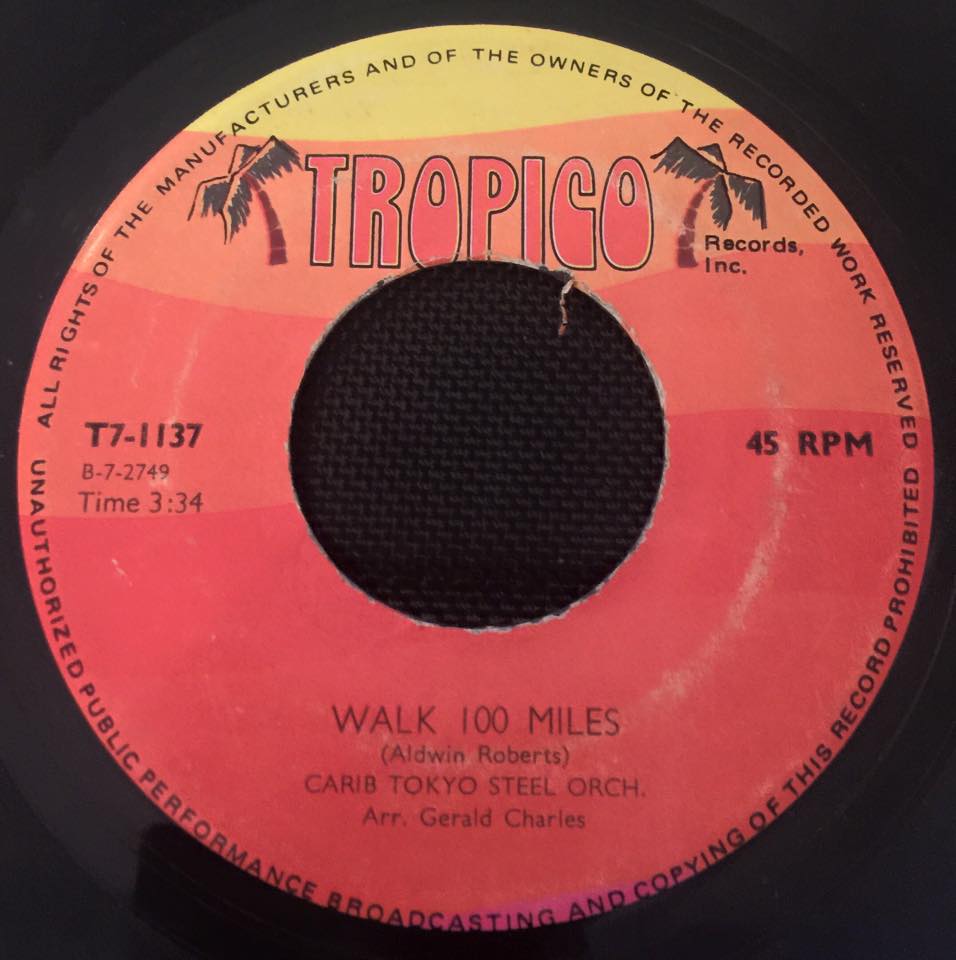 ALL RIGHTS OF THE MANUFACTURERS AND OF THE OWNERS OF THE RECORDED WORK RESERVED
TROPICO
Records,
Inc.
T7-1137
B-7-2749
Time 3:34
45 RPM
WALK 100 MILES
(Aldwin Roberts)
CARIB TOKYO STEEL ORCH.
Arr. Gerald Charles
UNAUTHORIZED PUBLIC PERFORMANCE BROADCASTING AND COPYING OF THIS RECORD PROHIBITED